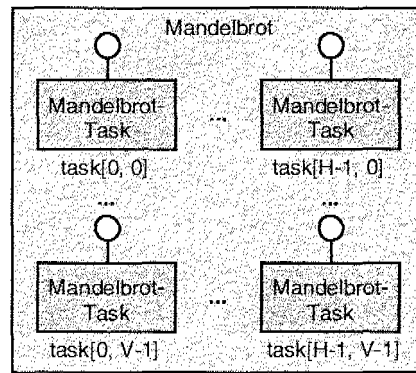 Mandelbrot
Mandelbrot-
Task
Mandelbrot-
Task
...
task[0, 0]
task[H-1, 0]
...
...
Mandelbrot-
Task
Mandelbrot-
Task
...
task[0, V-1]
task[H-1, V-1]